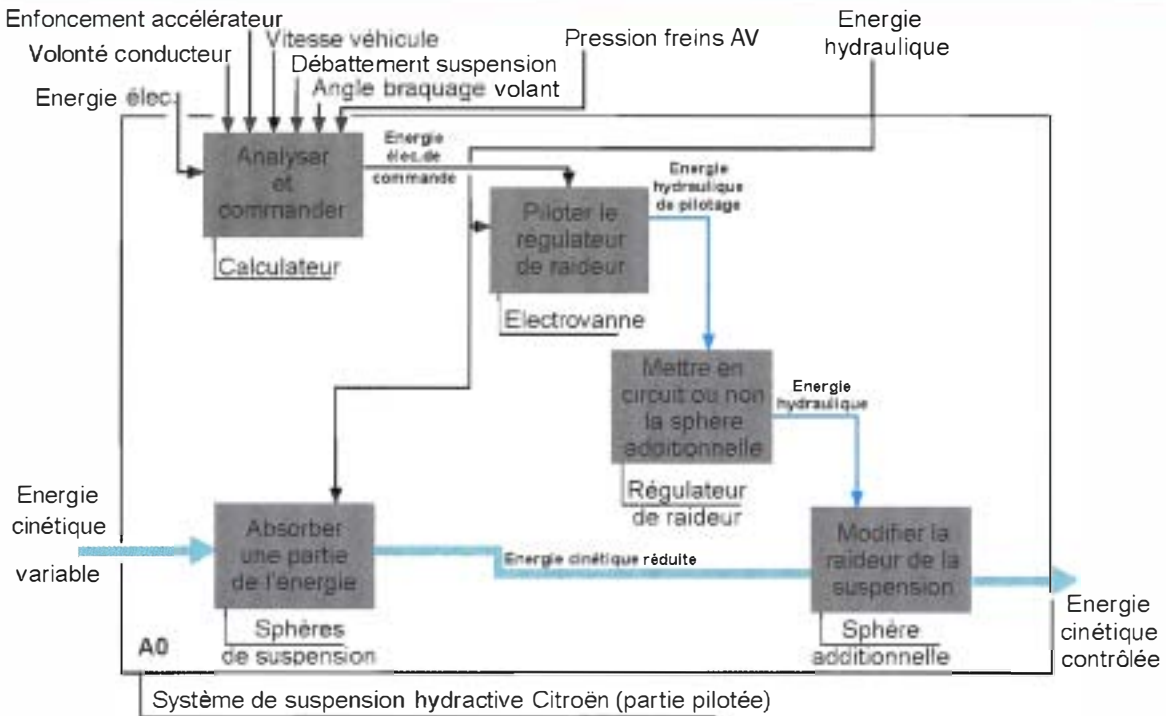 Enfoncement accélérateur
Volonté conducteur
Vitesse véhicule
Débattement suspension
Angle braquage volant
Pression freins AV
Energie
hydraulique
Energie élec.
Analyser
et
commander
Calculateur
Energie
élec.de
commande
Piloter le
régulateur
de raideur
Electrovanne
Energie
hydraulique
de pilotage
Mettre en
circuit ou non
la sphère
additionnelle
Régulateur
de raideur
Energie
hydraulique
Energie
cinétique
variable
Absorber
une partie
de l'énergie
Sphères
de suspension
Energie cinétique réduite
Modifier la
raideur de la
suspension
Sphère
additionnelle
Energie
cinétique
contrôlée
A0
Système de suspension hydractive Citroën (partie pilotée)